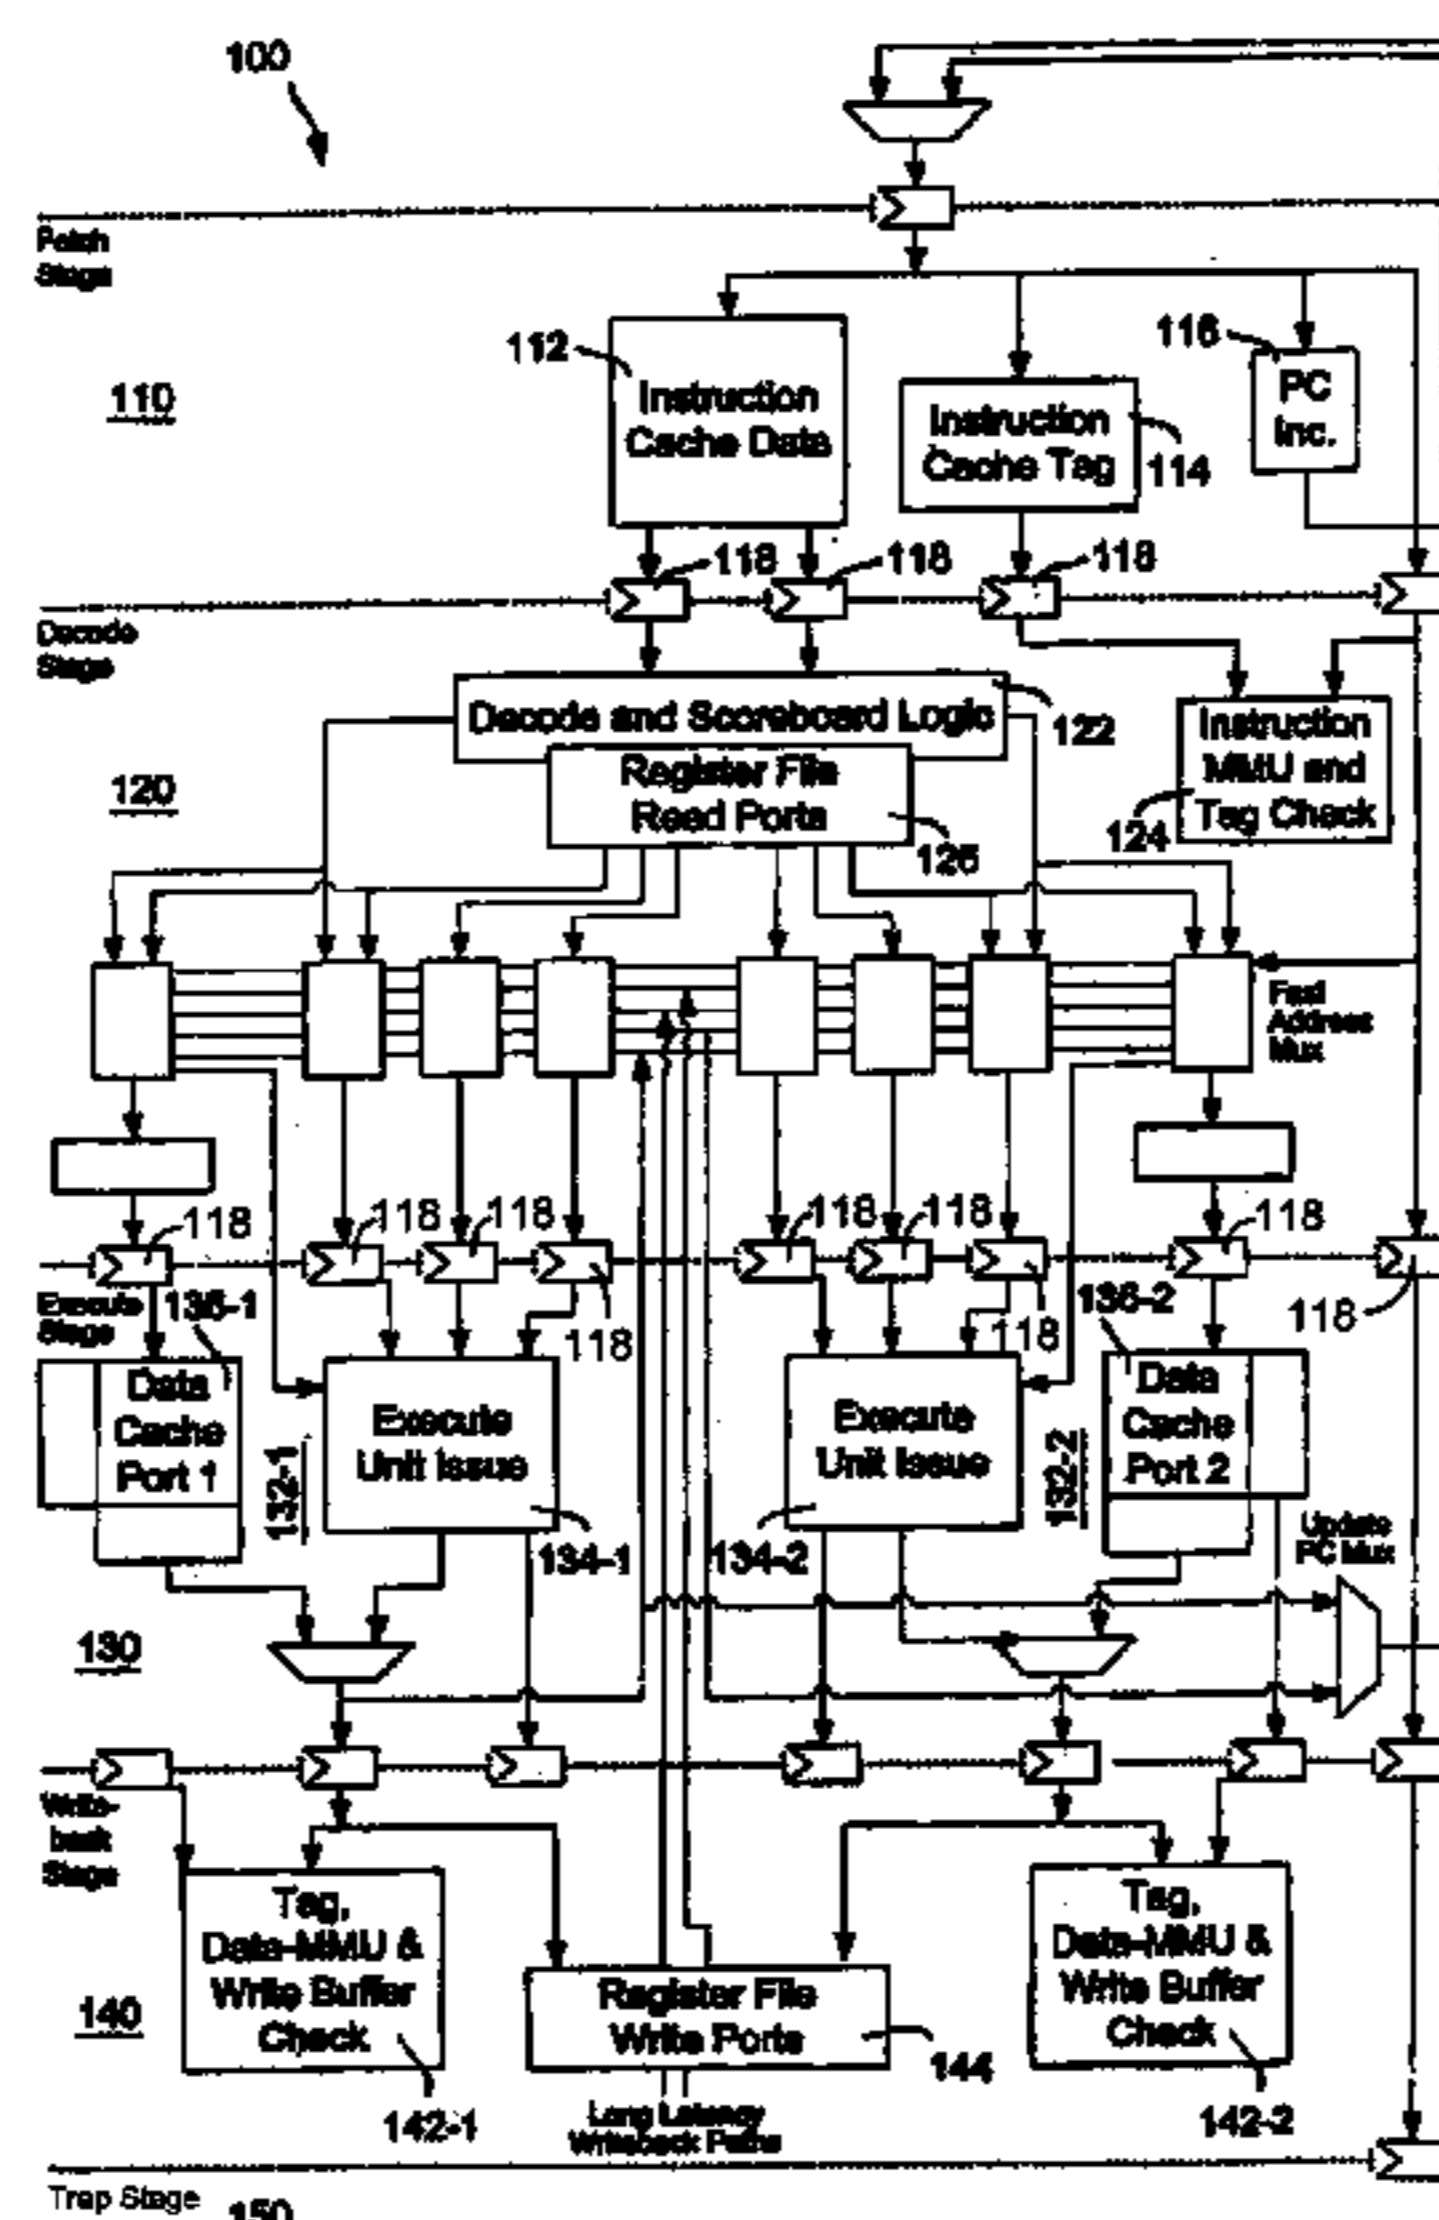 100
Fetch
Stage
112
116
110
Instruction
Cache Data
Instruction
Cache Tag
PC
Inc.
114
118
118
118
Decode
Stage
Decode and Scoreboard Logic
122
Instruction
MMU and
Tag Check
Register File
Read Ports
120
124
126
Fast
Address
Mux
118
118
118
118
118
118
Execute
Stage
136-1
136-2
118
118
118
Data
Cache
Port 1
Execute
Unit Issue
132-1
Execute
Unit Issue
132-2
Data
Cache
Port 2
134-1
134-2
Update
PC Mux
130
Write-
back
Stage
Tag,
Data-MMU &
Write Buffer
Check
Tag,
Data-MMU &
Write Buffer
Check
Register File
Write Ports
140
144
142-1
142-2
Long Latency
Writeback Paths
Trap Stage
150